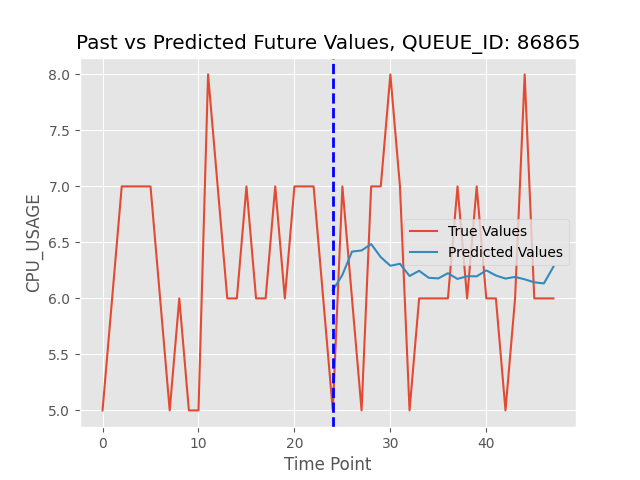 Past vs Predicted Future Values, QUEUE_ID: 86865
8.0
7.5
7.0
6.5
6.0
5.5
5.0
CPU_USAGE
True Values
Predicted Values
0 10 20 30 40
Time Point